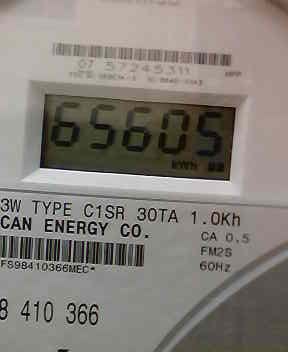 07 57245311
MPP
65605
kWh
3W TYPE C1SR 30TA 1.0Kh
CAN ENERGY CO.
CA 0.5
FM2S
60Hz
FS98410366MEC*
8 410 366